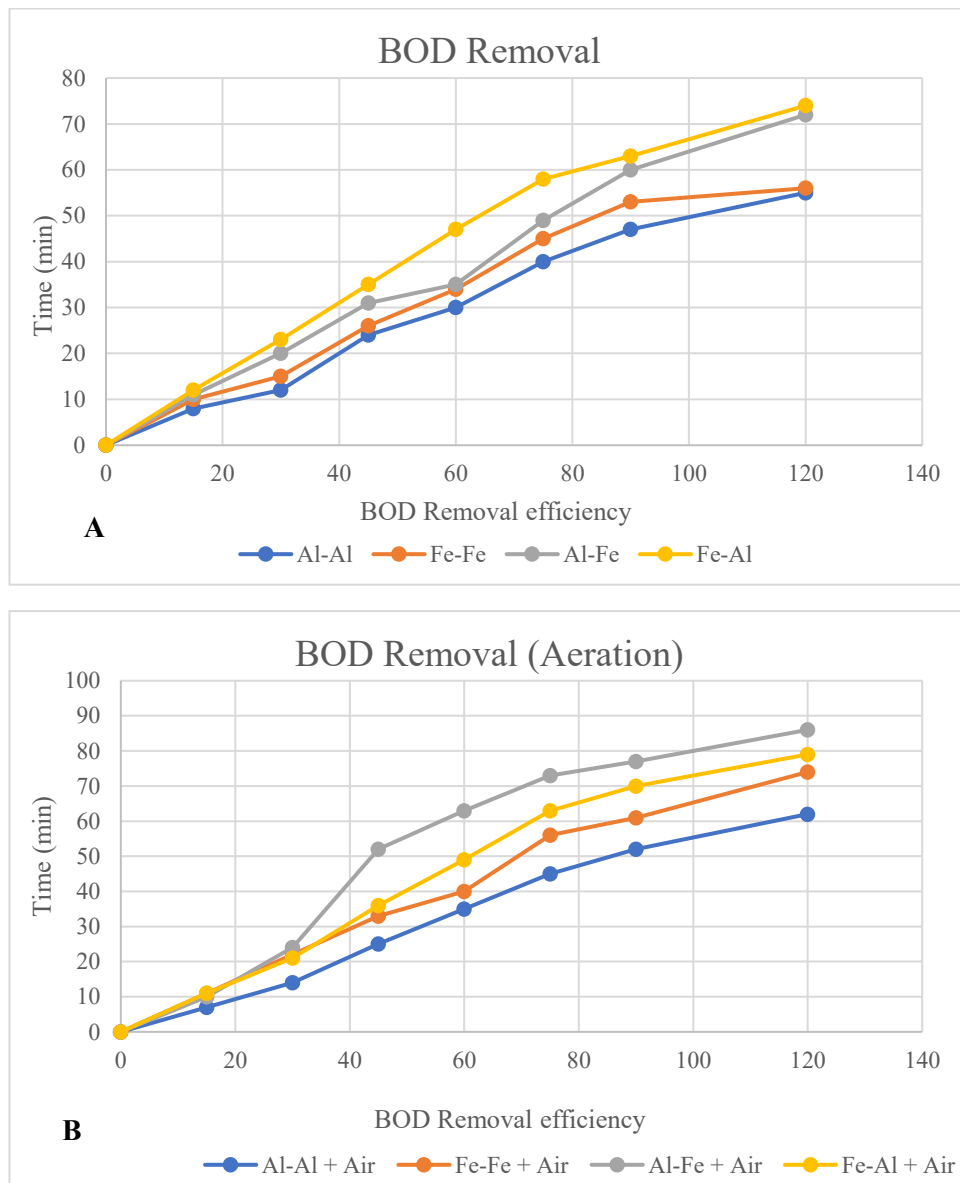 BOD Removal
80
70
60
50
40
30
20
10
0
0 20 40 60 80 100 120 140
Time (min)
BOD Removal efficiency
A
Al-Al Fe-Fe Al-Fe Fe-Al
BOD Removal (Aeration)
100
90
80
70
60
50
40
30
20
10
0
0 20 40 60 80 100 120 140
Time (min)
BOD Removal efficiency
B
Al-Al + Air Fe-Fe + Air Al-Fe + Air Fe-Al + Air